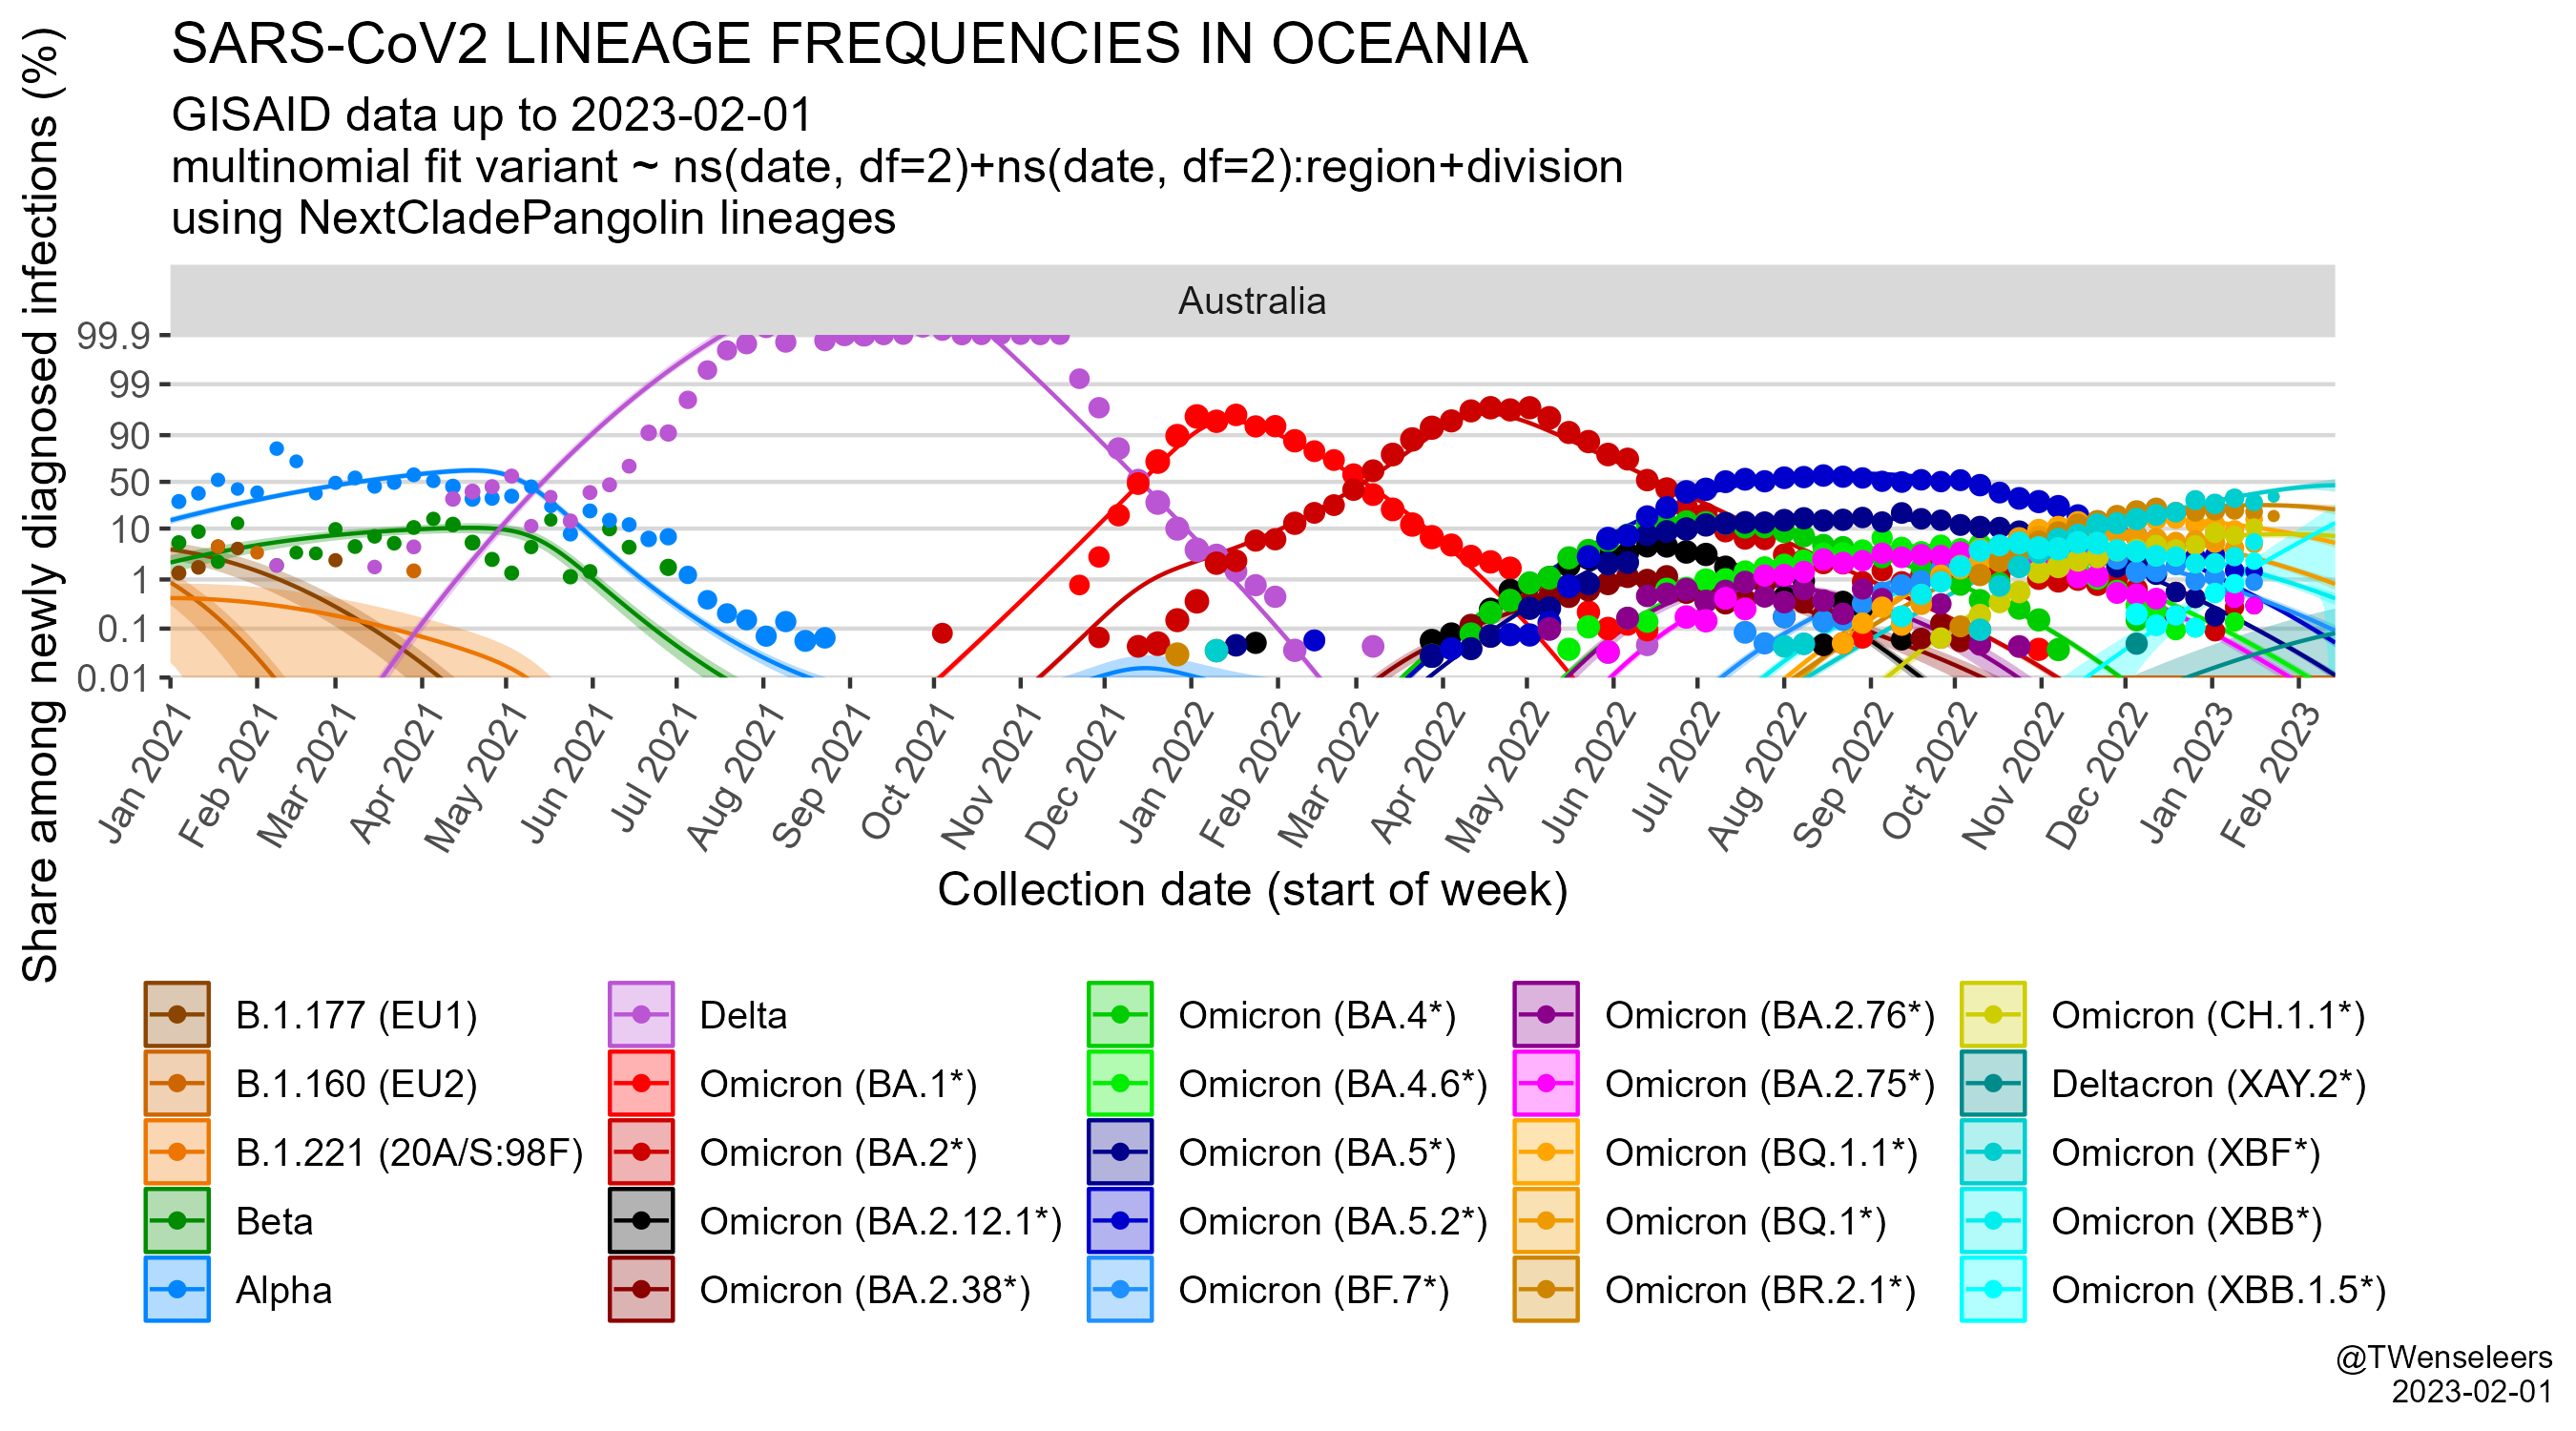 SARS-CoV2 LINEAGE FREQUENCIES IN OCEANIA
GISAID data up to 2023-02-01
multinomial fit variant ~ ns(date, df=2)+ns(date, df=2):region+division
using NextCladePangolin lineages
Australia
Share among newly diagnosed infections (%)
99.9
99
90
50
10
1
0.1
0.01
Jan 2021
Feb 2021
Mar 2021
Apr 2021
May 2021
Jun 2021
Jul 2021
Aug 2021
Sep 2021
Oct 2021
Nov 2021
Dec 2021
Jan 2022
Feb 2022
Mar 2022
Apr 2022
May 2022
Jun 2022
Jul 2022
Aug 2022
Sep 2022
Oct 2022
Nov 2022
Dec 2022
Jan 2023
Feb 2023
Collection date (start of week)
B.1.177 (EU1)
B.1.160 (EU2)
B.1.221 (20A/S:98F)
Beta
Alpha
Delta
Omicron (BA.1*)
Omicron (BA.2*)
Omicron (BA.2.12.1*)
Omicron (BA.2.38*)
Omicron (BA.4*)
Omicron (BA.4.6*)
Omicron (BA.5*)
Omicron (BA.5.2*)
Omicron (BF.7*)
Omicron (BA.2.76*)
Omicron (BA.2.75*)
Omicron (BQ.1.1*)
Omicron (BQ.1*)
Omicron (BR.2.1*)
Omicron (CH.1.1*)
Deltacron (XAY.2*)
Omicron (XBF*)
Omicron (XBB*)
Omicron (XBB.1.5*)
@TWenseleers
2023-02-01